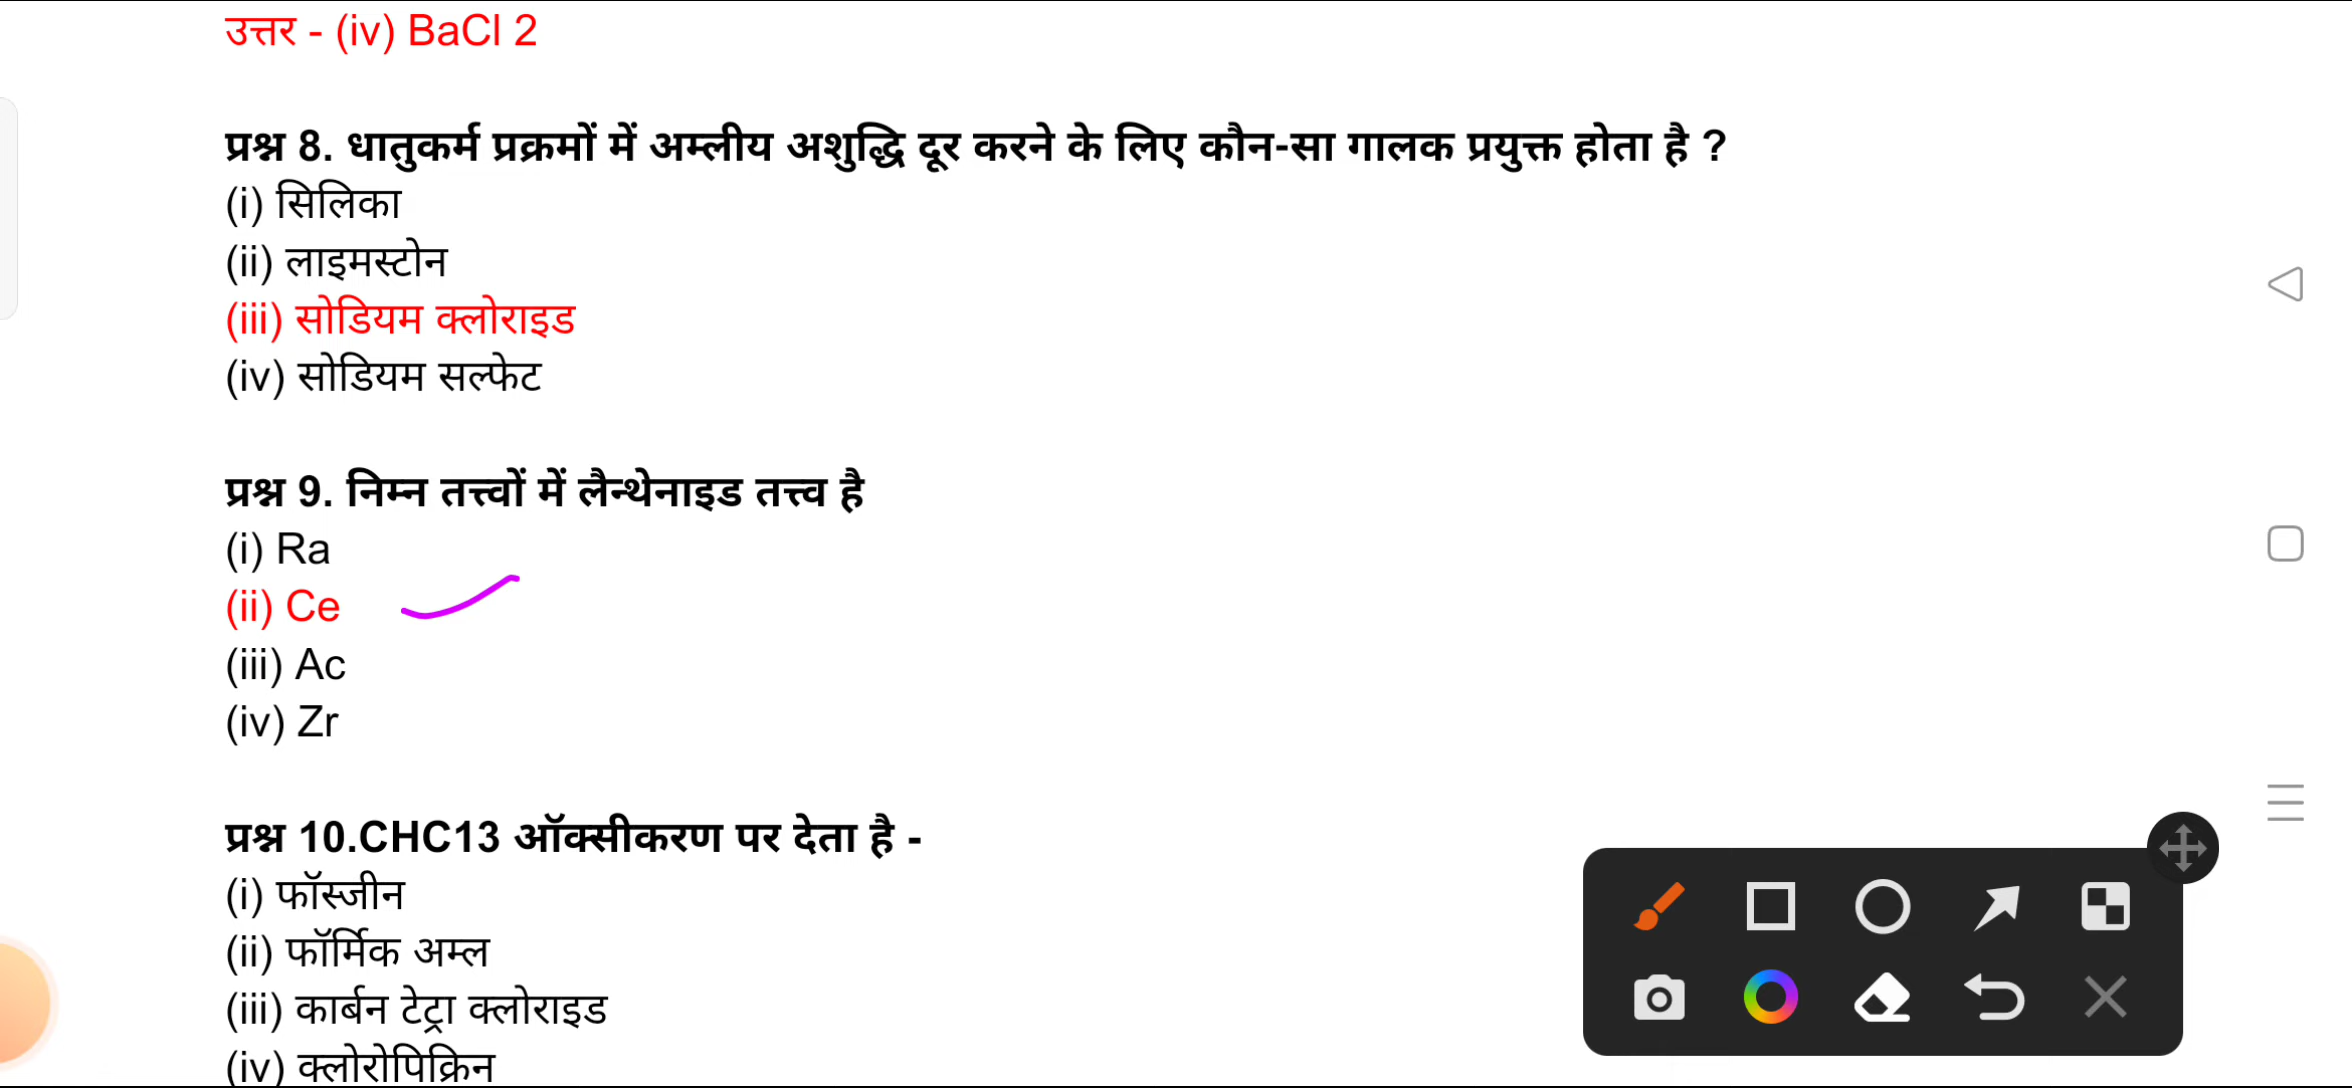 उत्तर - (iv) BaCl 2
प्रश्न 8. धातुकर्म प्रक्रमों में अम्लीय अशुद्धि दूर करने के लिए कौन-सा गालक प्रयुक्त होता है ?
(i) सिलिका
(ii) लाइमस्टोन
(iii) सोडियम क्लोराइड
(iv) सोडियम सल्फेट
प्रश्न 9. निम्न तत्त्वों में लैन्थेनाइड तत्त्व है
(i) Ra
(ii) Ce
(iii) Ac
(iv) Zr
प्रश्न 10.CHC13 ऑक्सीकरण पर देता है -
(i) फॉस्जीन
(ii) फॉर्मिक अम्ल
(iii) कार्बन टेट्रा क्लोराइड
(iv) क्लोरोपिक्रिन